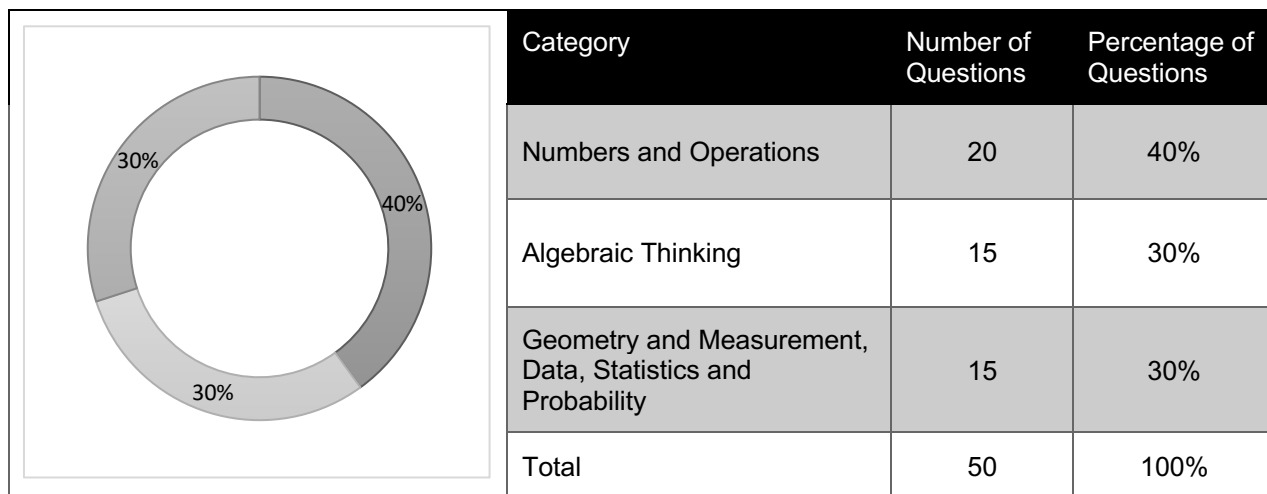 30%
40%
30%
Category
Number of
Questions
Percentage of
Questions
Numbers and Operations
20
40%
Algebraic Thinking
15
30%
Geometry and Measurement,
Data, Statistics and
Probability
15
30%
Total
50
100%